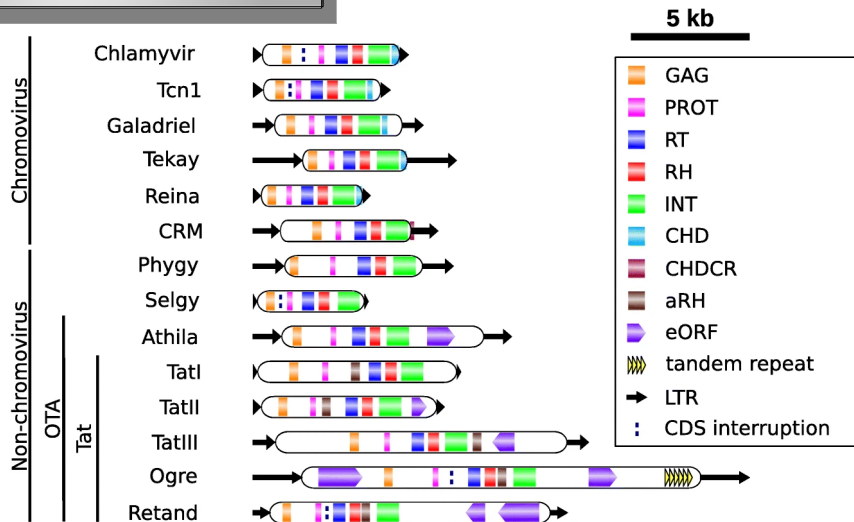 5 kb
Chromovirus
Chlamyvir
Tcn1
Galadriel
Tekay
Reina
CRM
Non-chromovirus
OTA
Tat
Phygy
Selgy
Athila
TatI
TatII
TatIII
Ogre
Retand
GAG
PROT
RT
RH
INT
CHD
CHDCR
aRH
eORF
tandem repeat
LTR
CDS interruption